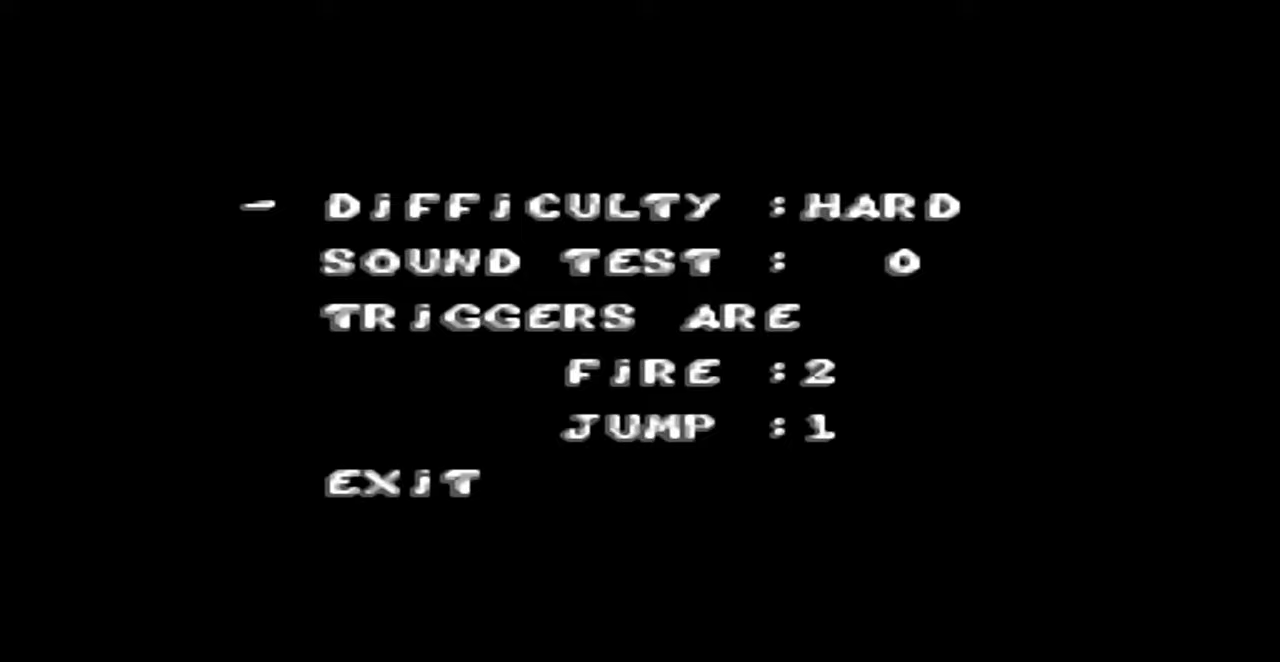 - DiFFiCULTY :HARD
SOUND TEST : 0
TRiGGERS ARE
FiRE :2
JUMP :1
EXiT